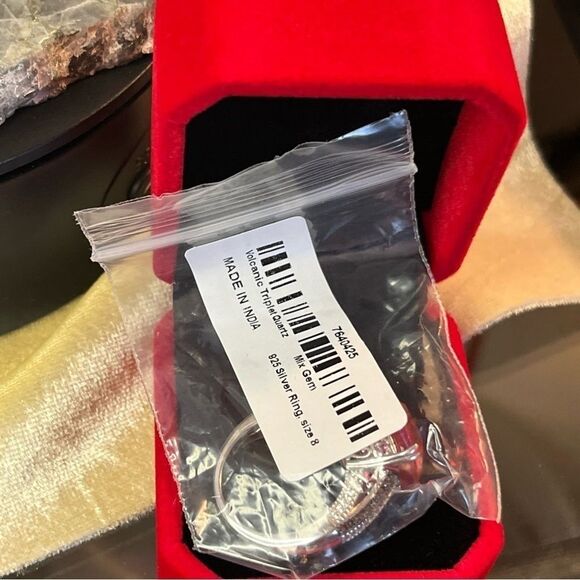 7640425
Mix Gem
925 Silver Ring, size 8
Volcanic Triplet Quartz
MADE IN INDIA